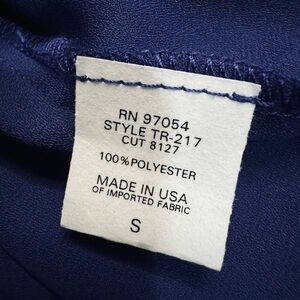 RN 97054
STYLE TR-217
CUT 8127
100% POLYESTER
MADE IN USA
OF IMPORTED FABRIC
S